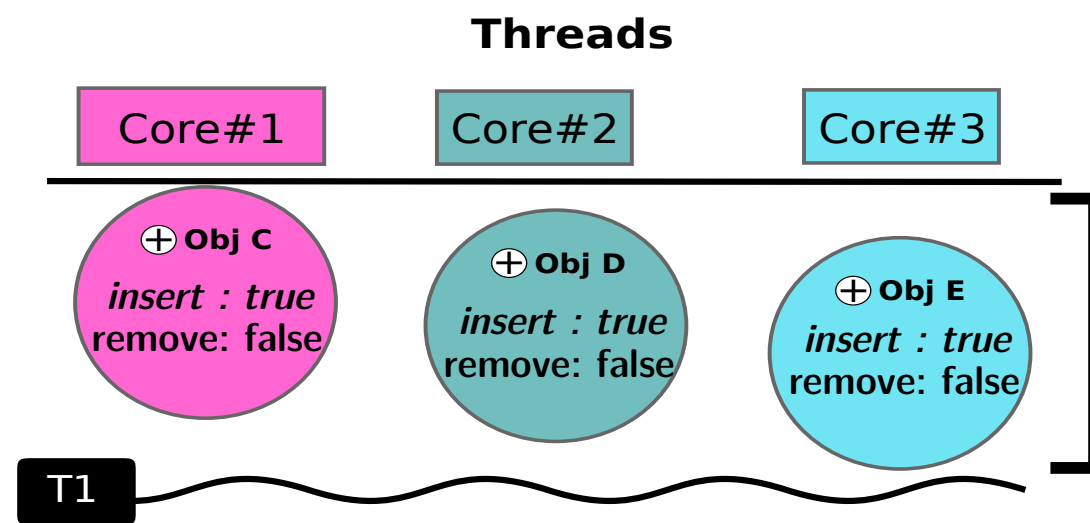 Threads
Core#1
Core#2
Core#3
Obj C
insert : true
remove: false
Obj D
insert : true
remove: false
Obj E
insert : true
remove: false
T1